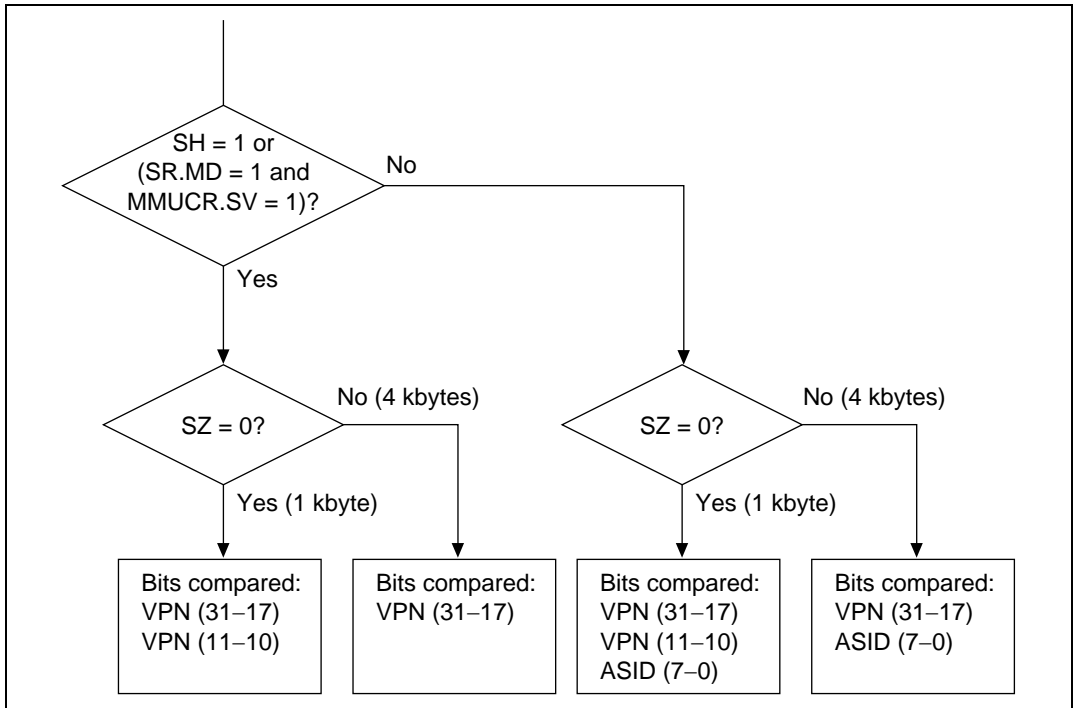 SH = 1 or
(SR.MD = 1 and
MMUCR.SV = 1)?
No
Yes
SZ = 0?
No (4 kbytes)
Yes (1 kbyte)
SZ = 0?
No (4 kbytes)
Yes (1 kbyte)
Bits compared:
VPN (31–17)
VPN (11–10)
Bits compared:
VPN (31–17)
Bits compared:
VPN (31–17)
VPN (11–10)
ASID (7–0)
Bits compared:
VPN (31–17)
ASID (7–0)